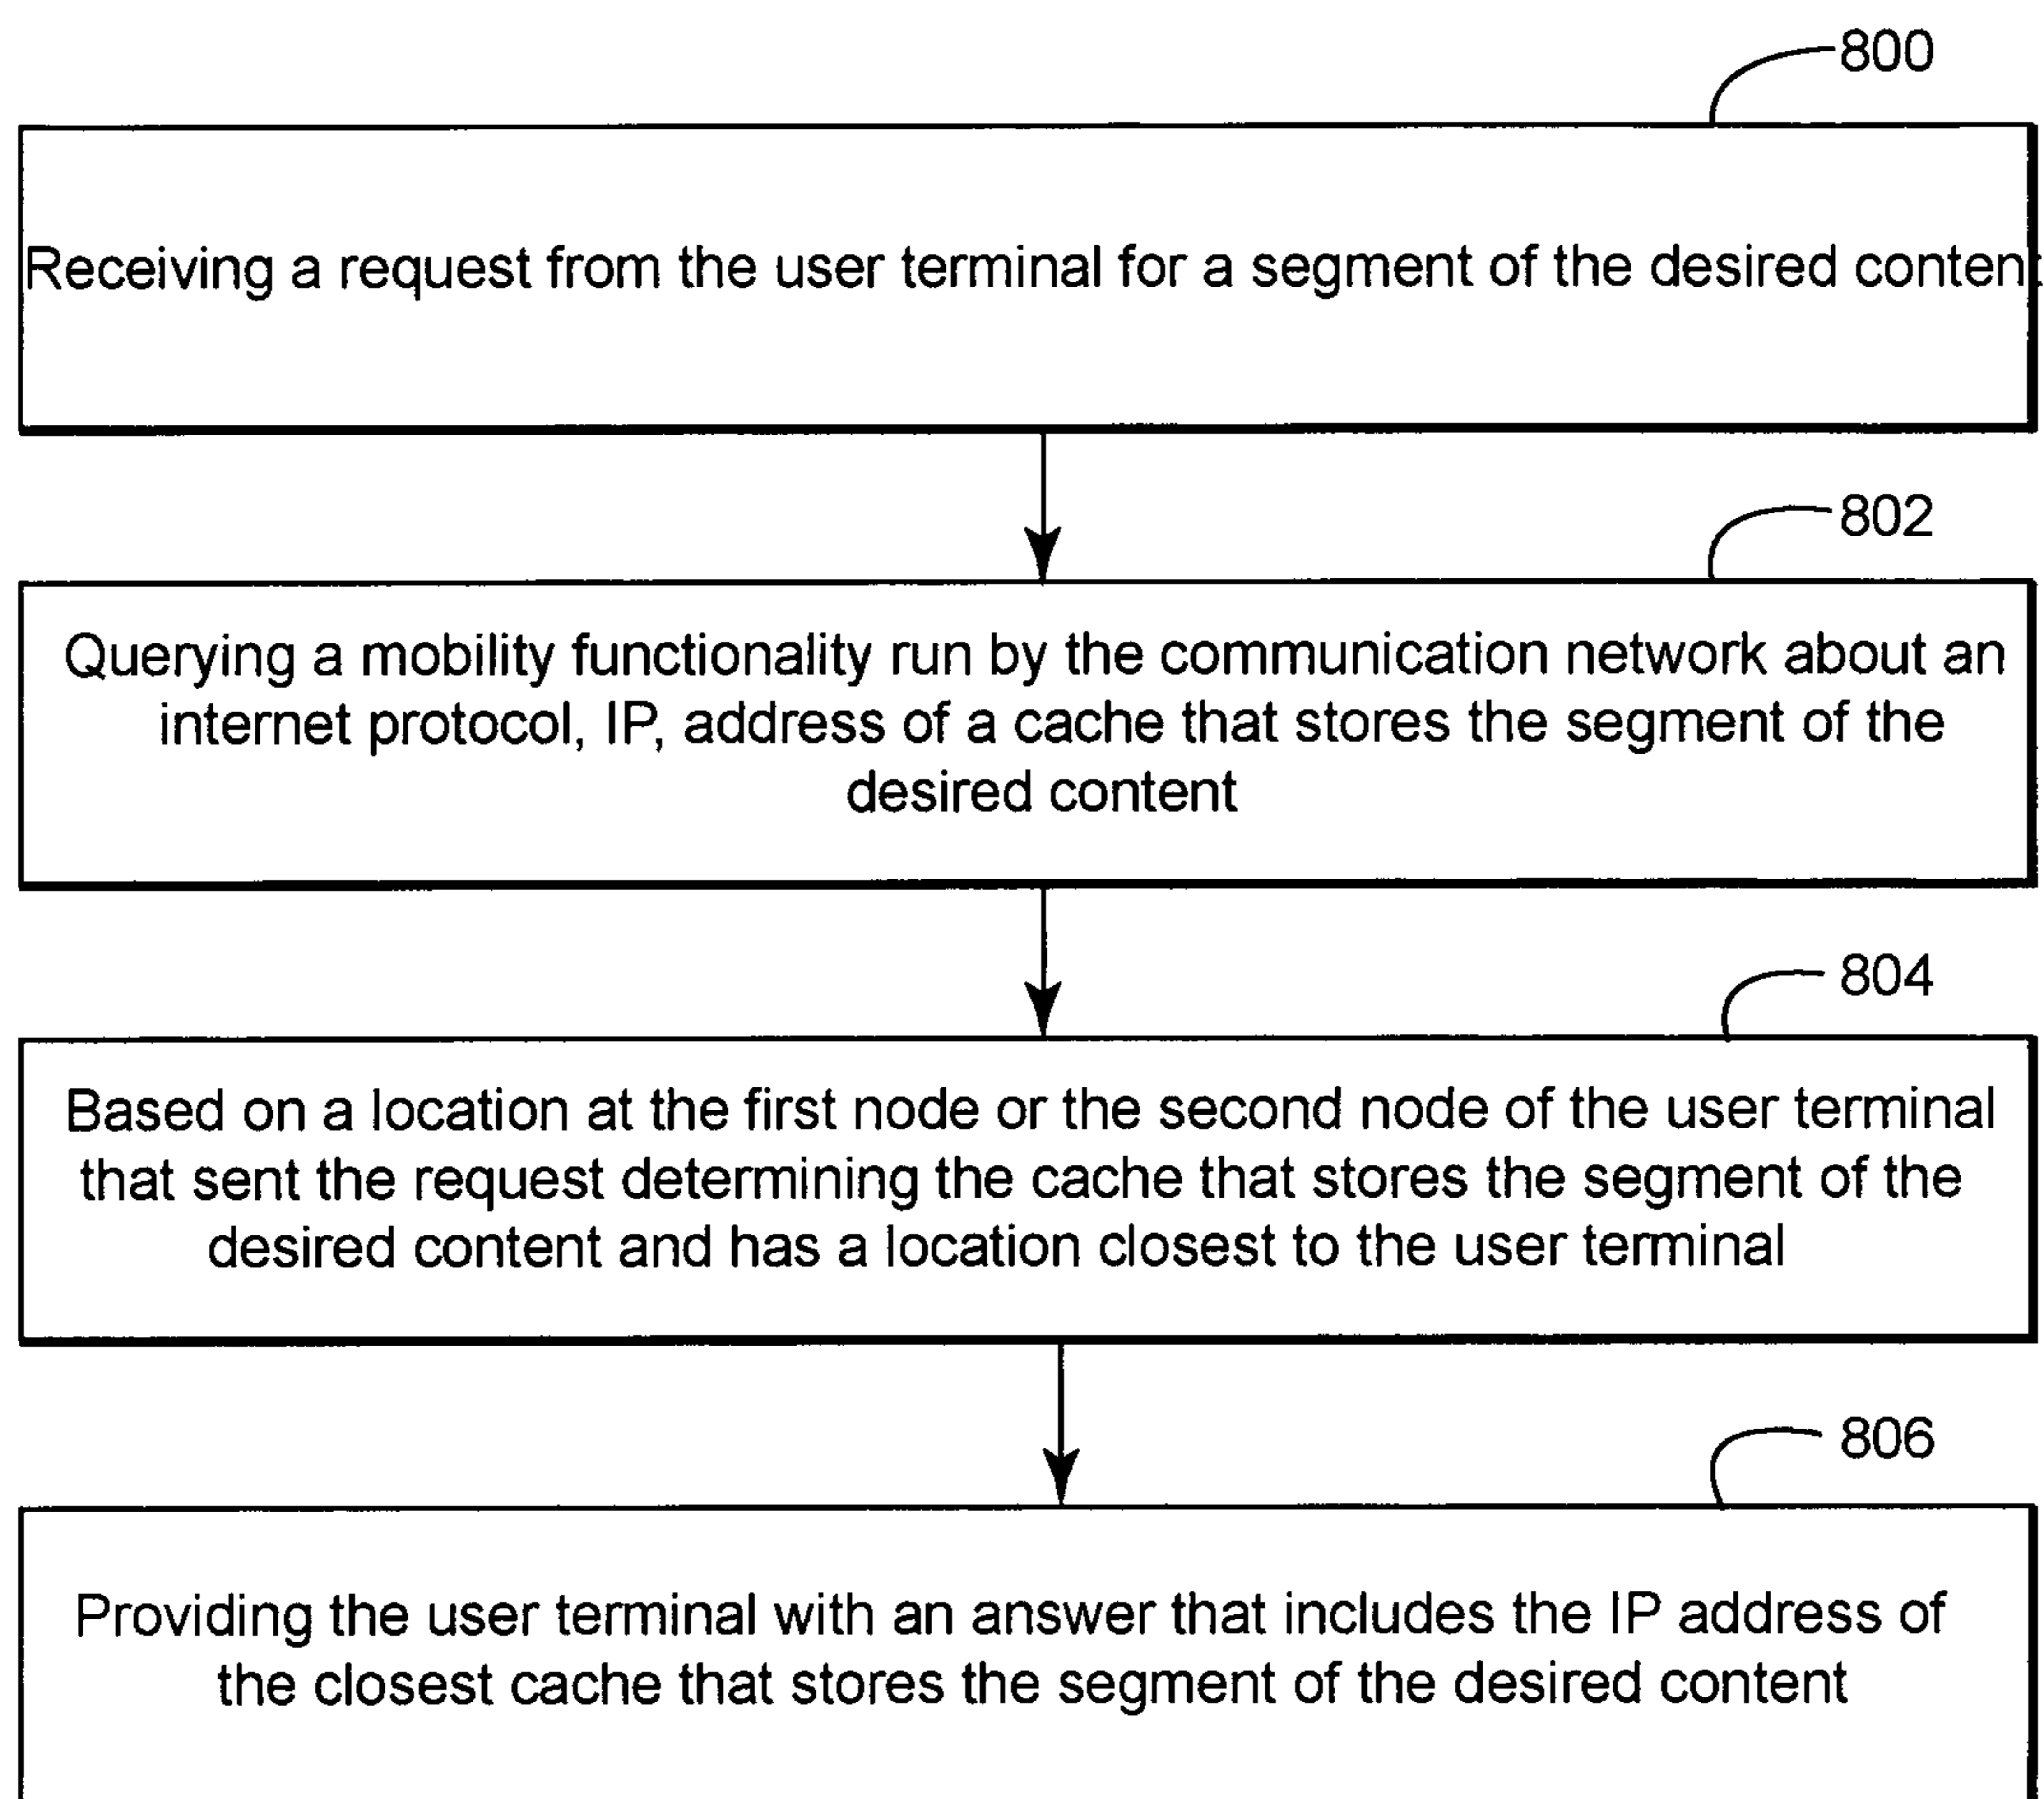 800
Receiving a request from the user terminal for a segment of the desired content
802
Querying a mobility functionality run by the communication network about an
internet protocol, IP, address of a cache that stores the segment of the
desired content
804
Based on a location at the first node or the second node of the user terminal
that sent the request determining the cache that stores the segment of the
desired content and has a location closest to the user terminal
806
Providing the user terminal with an answer that includes the IP address of
the closest cache that stores the segment of the desired content